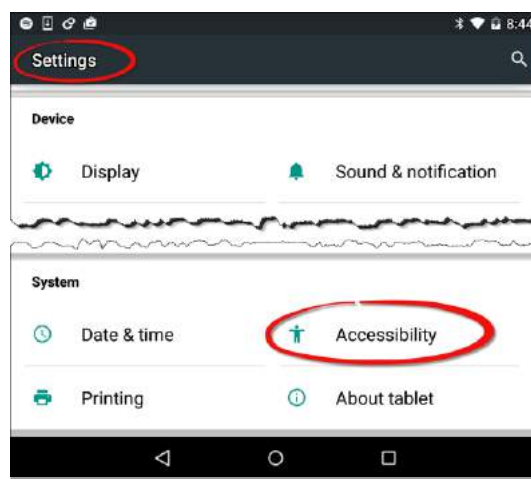 8:44
Settings
Device
Display Sound & notification
System
Date & time Accessibility
Printing About tablet